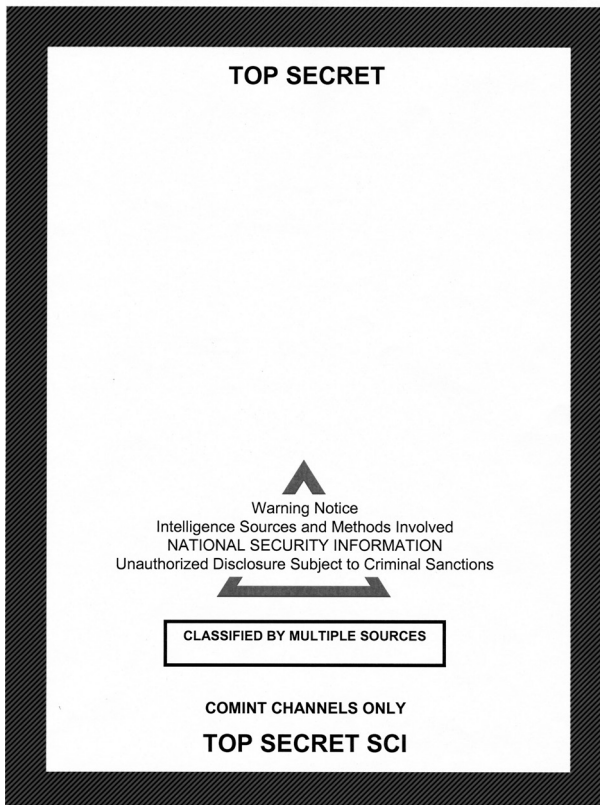 TOP SECRET
Warning Notice
Intelligence Sources and Methods Involved
NATIONAL SECURITY INFORMATION
Unauthorized Disclosure Subject to Criminal Sanctions
CLASSIFIED BY MULTIPLE SOURCES
COMINT CHANNELS ONLY
TOP SECRET SCI